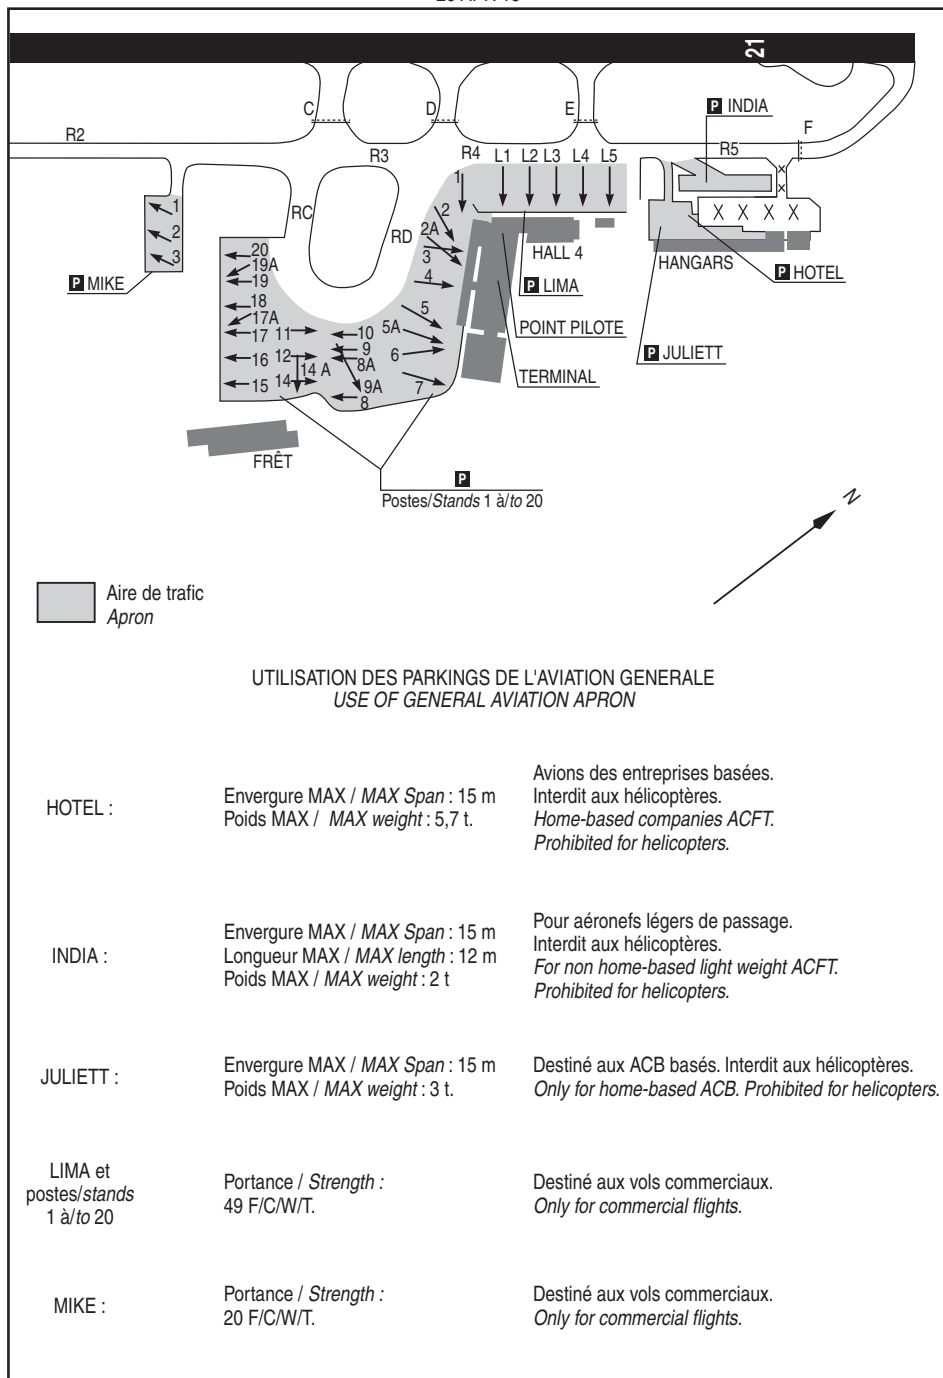 21
C
D
E
P INDIA
F
R2
R3
R4
L1 L2 L3 L4 L5
R5
1
1
2
3
P MIKE
RC
RD
2
2A
3
4
5
5A
6
7
HALL 4
P LIMA
POINT PILOTE
TERMINAL
HANGARS
X X X X
P HOTEL
P JULIETT
20
19A
19
18
17A
17
16
15
11
12
14
14 A
10
9
8A
9A
8
FRÊT
P
Postes/Stands 1 à/to 20
N
Aire de trafic
Apron
UTILISATION DES PARKINGS DE L'AVIATION GENERALE
USE OF GENERAL AVIATION APRON
HOTEL :
Envergure MAX / MAX Span : 15 m
Poids MAX / MAX weight : 5,7 t.
Avions des entreprises basées.
Interdit aux hélicoptères.
Home-based companies ACFT.
Prohibited for helicopters.
INDIA :
Envergure MAX / MAX Span : 15 m
Longueur MAX / MAX length : 12 m
Poids MAX / MAX weight : 2 t
Pour aéronefs légers de passage.
Interdit aux hélicoptères.
For non home-based light weight ACFT.
Prohibited for helicopters.
JULIETT :
Envergure MAX / MAX Span : 15 m
Poids MAX / MAX weight : 3 t.
Destiné aux ACB basés. Interdit aux hélicoptères.
Only for home-based ACB. Prohibited for helicopters.
LIMA et
postes/stands
1 à/to 20
Portance / Strength :
49 F/C/W/T.
Destiné aux vols commerciaux.
Only for commercial flights.
MIKE :
Portance / Strength :
20 F/C/W/T.
Destiné aux vols commerciaux.
Only for commercial flights.